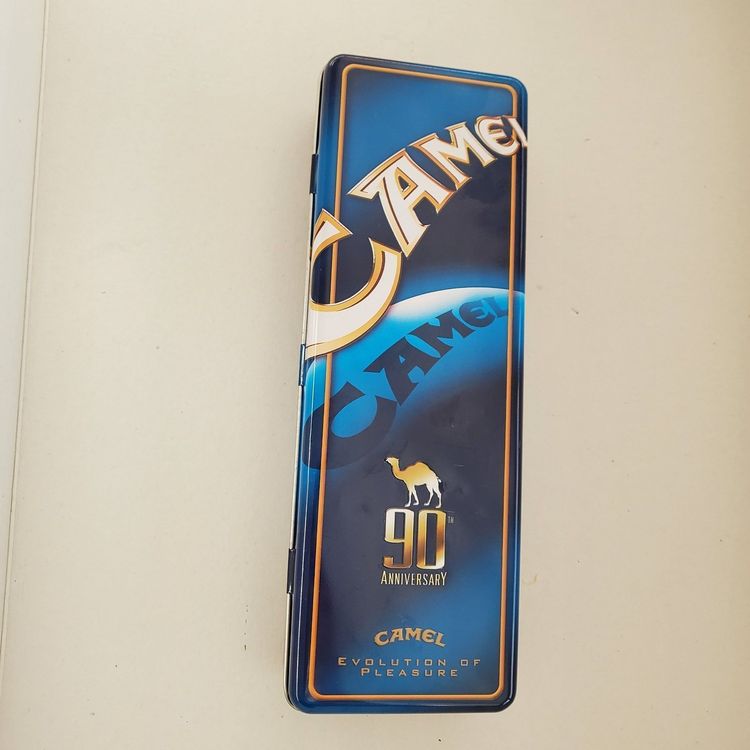 CAMEL
CAMEL
90TH
ANNIVERSARY
CAMEL
EVOLUTION OF
PLEASURE